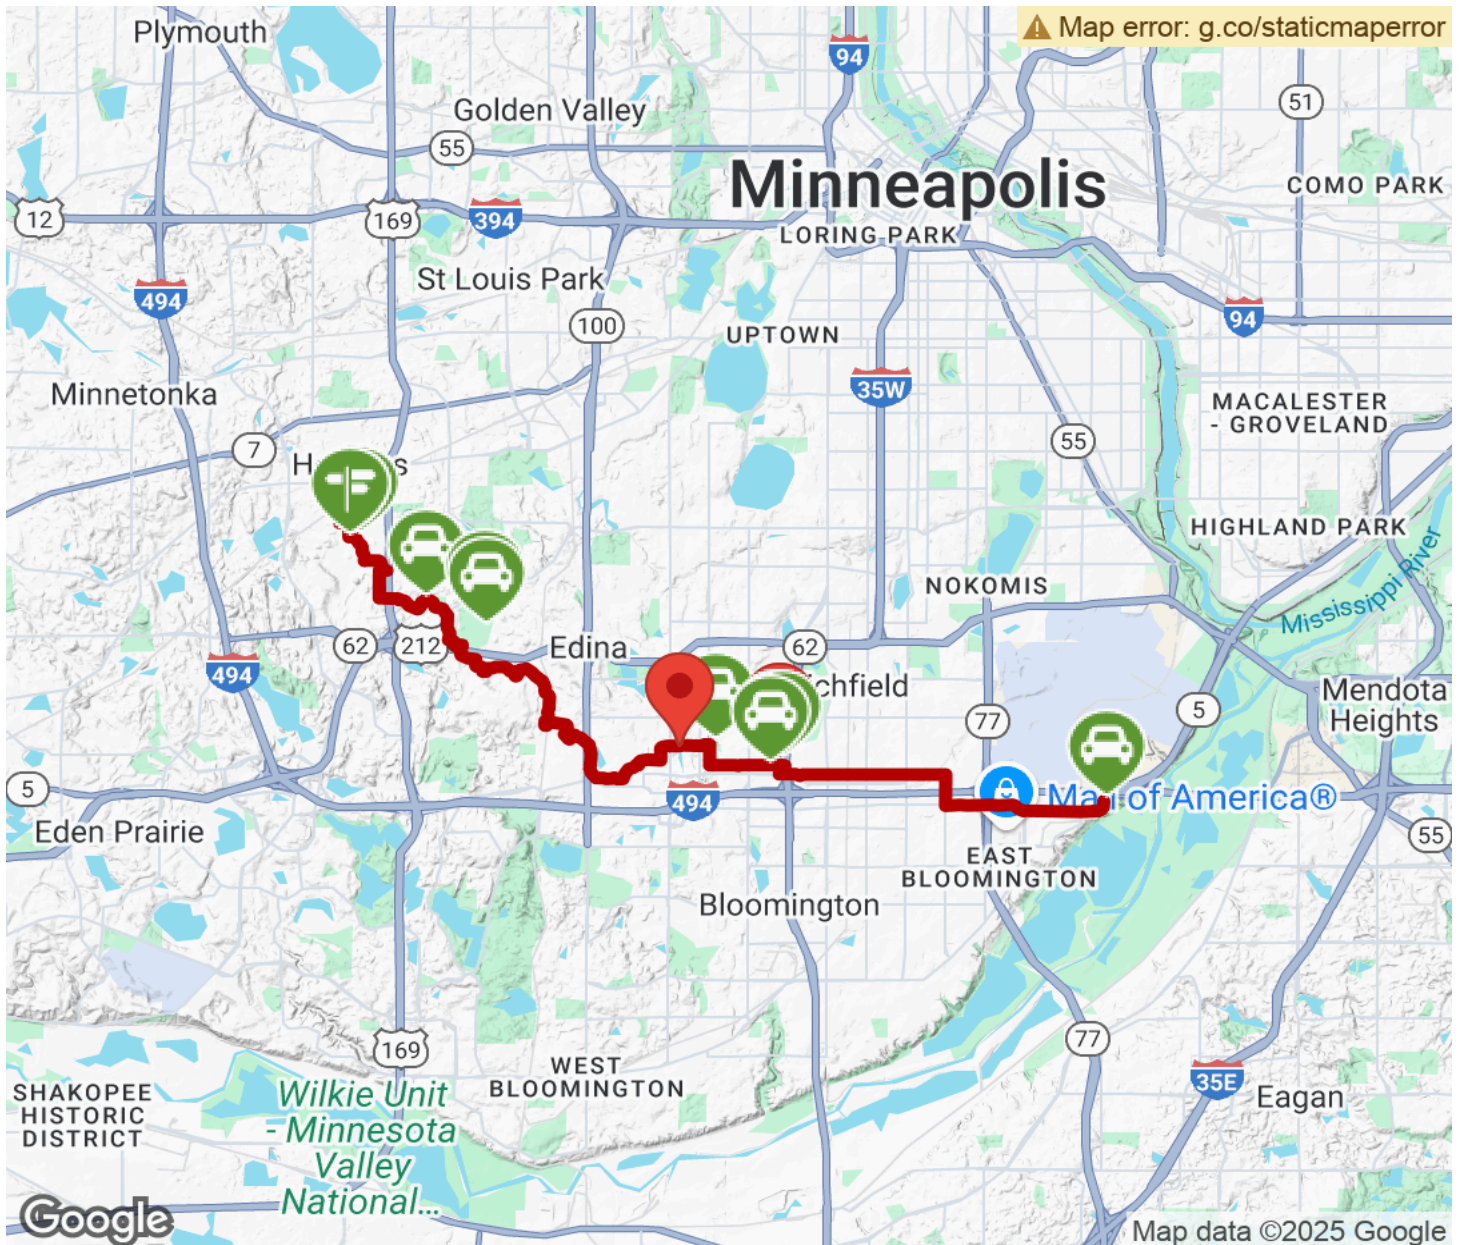 Plymouth
Map error: g.co/staticmaperror
94
51
Golden Valley
55
Minneapolis
COMO PARK
12
169
394
LORING PARK
St Louis Park
494
100
94
UPTOWN
35W
Minnetonka
MACALESTER
- GROVELAND
7
55
H
s
HIGHLAND PARK
Mississippi River
NOKOMIS
62
212
Edina
62
494
chfield
Mendota
Heights
77
5
5
494
Ma of America®
Eden Prairie
55
EAST
BLOOMINGTON
Bloomington
169
77
WEST
BLOOMINGTON
35E
SHAKOPEE
HISTORIC
DISTRICT
Wilkie Unit
- Minnesota
Valley
National...
Eagan
Google
Map data ©2025 Google